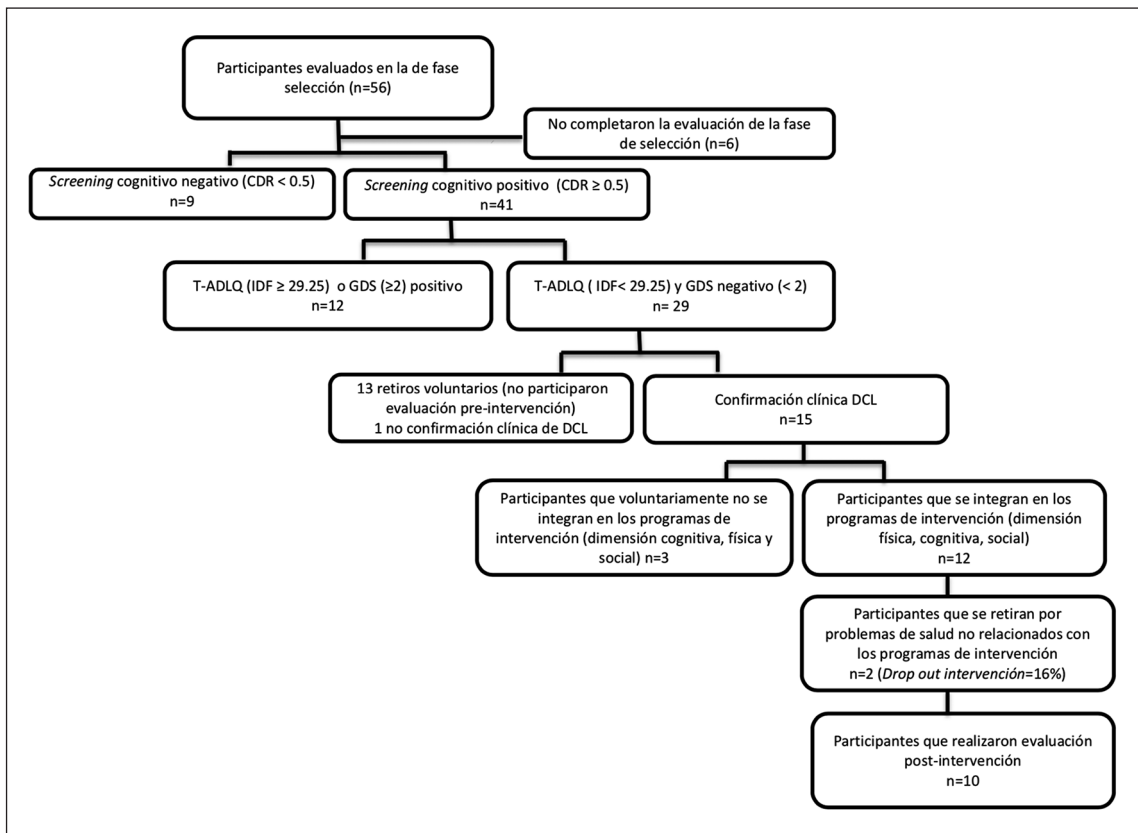 Participantes evaluados en la de fase
selección (n=56)
No completaron la evaluación de la fase
de selección (n=6)
Screening cognitivo negativo (CDR < 0.5)
n=9
Screening cognitivo positivo (CDR ≥ 0.5)
n=41
T-ADLQ (IDF ≥ 29.25) o GDS (≥2) positivo
n=12
T-ADLQ ( IDF< 29.25) y GDS negativo (< 2)
n= 29
13 retiros voluntarios (no participaron
evaluación pre-intervención)
1 no confirmación clínica de DCL
Confirmación clínica DCL
n=15
Participantes que voluntariamente no se
integran en los programas de
intervención (dimensión cognitiva, física y
social) n=3
Participantes que se integran en los
programas de intervención (dimensión
física, cognitiva, social)
n=12
Participantes que se retiran por
problemas de salud no relacionados con
los programas de intervención
n=2 (Drop out intervención=16%)
Participantes que realizaron evaluación
post-intervención
n=10